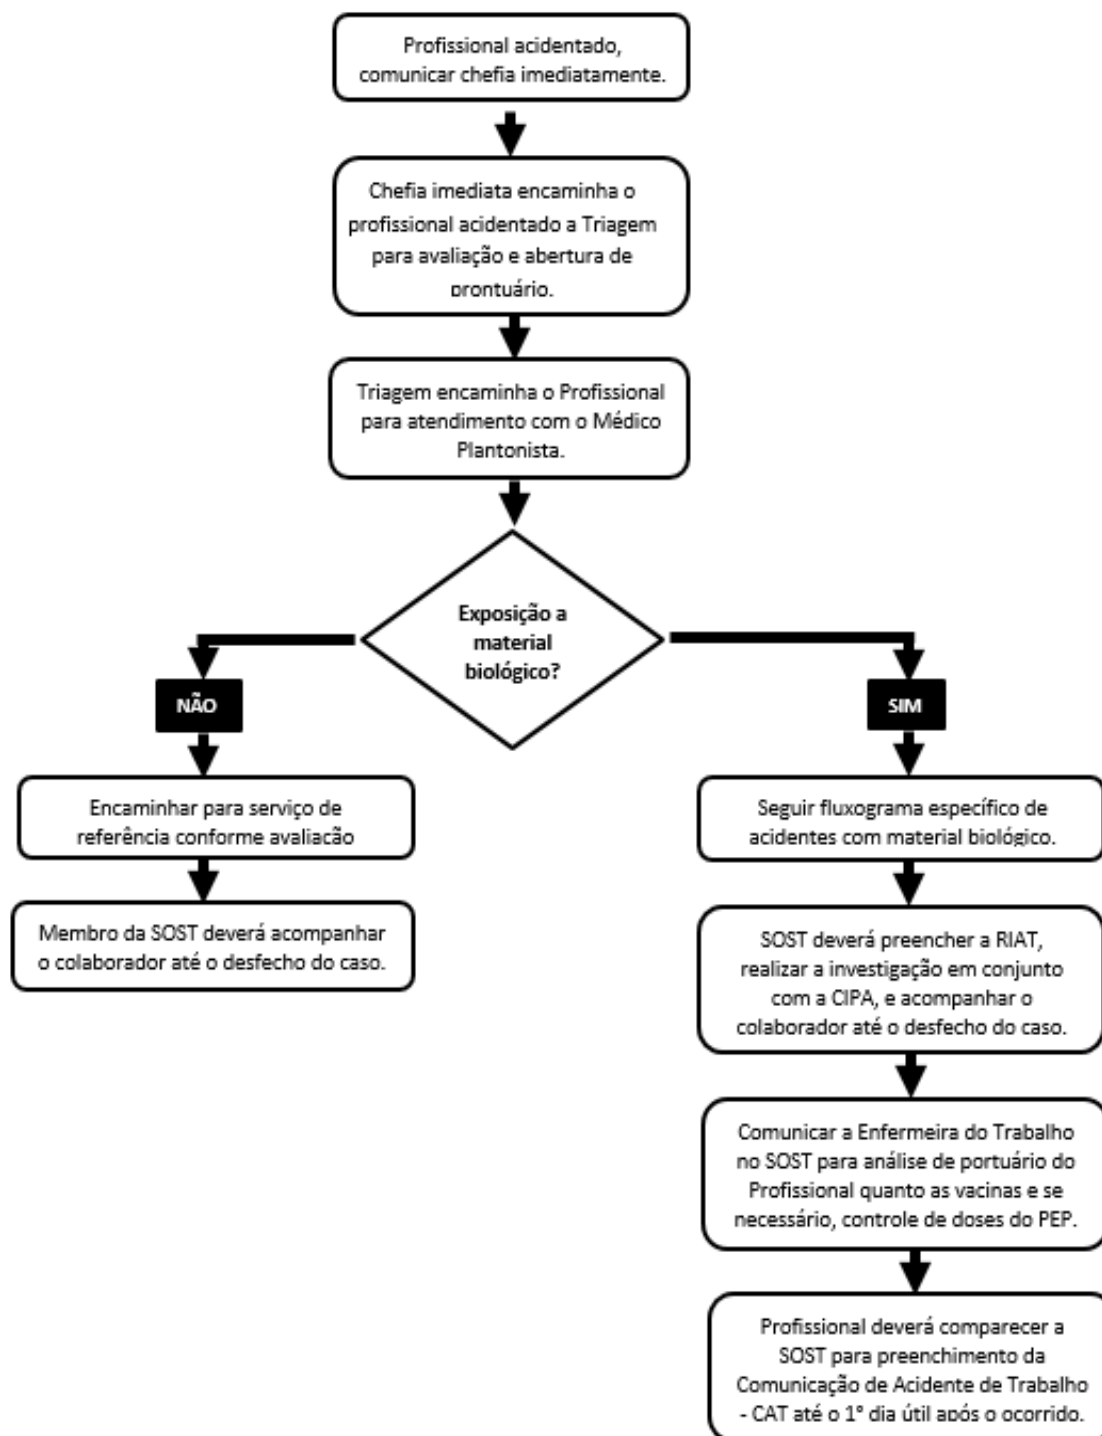 Profissional acidentado,
comunicar chefia imediatamente.
Chefia imediata encaminha o
profissional acidentado a Triagem
para avaliação e abertura de
prontuário.
Triagem encaminha o Profissional
para atendimento com o Médico
Plantonista.
Exposição a
material
biológico?
NÃO
Encaminhar para serviço de
referência conforme avaliacão
Membro da SOST deverá acompanhar
o colaborador até o desfecho do caso.
SIM
Seguir fluxograma específico de
acidentes com material biológico.
SOST deverá preencher a RIAT,
realizar a investigação em conjunto
com a CIPA, e acompanhar o
colaborador até o desfecho do caso.
Comunicar a Enfermeira do Trabalho
no SOST para análise de portuário do
Profissional quanto as vacinas e se
necessário, controle de doses do PEP.
Profissional deverá comparecer a
SOST para preenchimento da
Comunicação de Acidente de Trabalho
- CAT até o 1° dia útil após o ocorrido.